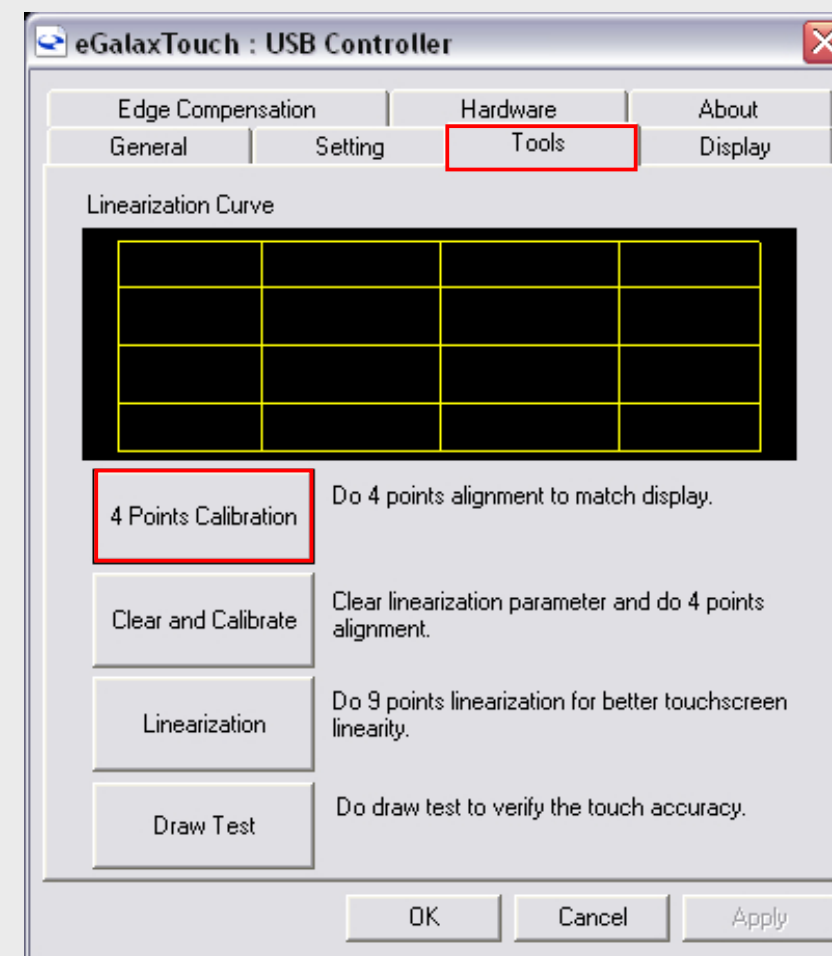 eGalaxTouch : USB Controller
Edge Compensation Hardware About
General Setting Tools Display
Linearization Curve
4 Points Calibration
Do 4 points alignment to match display.
Clear and Calibrate
Clear linearization parameter and do 4 points
alignment.
Linearization
Do 9 points linearization for better touchscreen
linearity.
Draw Test
Do draw test to verify the touch accuracy.
OK Cancel Apply